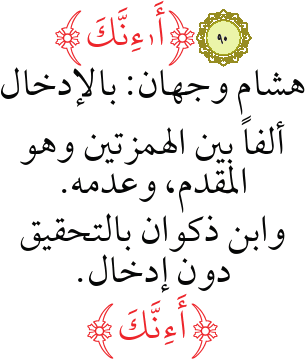 ٩٠ ﴿أَ ا ءِنَّكَ﴾
هشام وجهان: بالإدخال
ألفاً بين الهمزتين وهو
المقدم، وعدمه.
وابن ذكوان بالتحقيق
دون إدخال.
﴿أَءِنَّكَ﴾